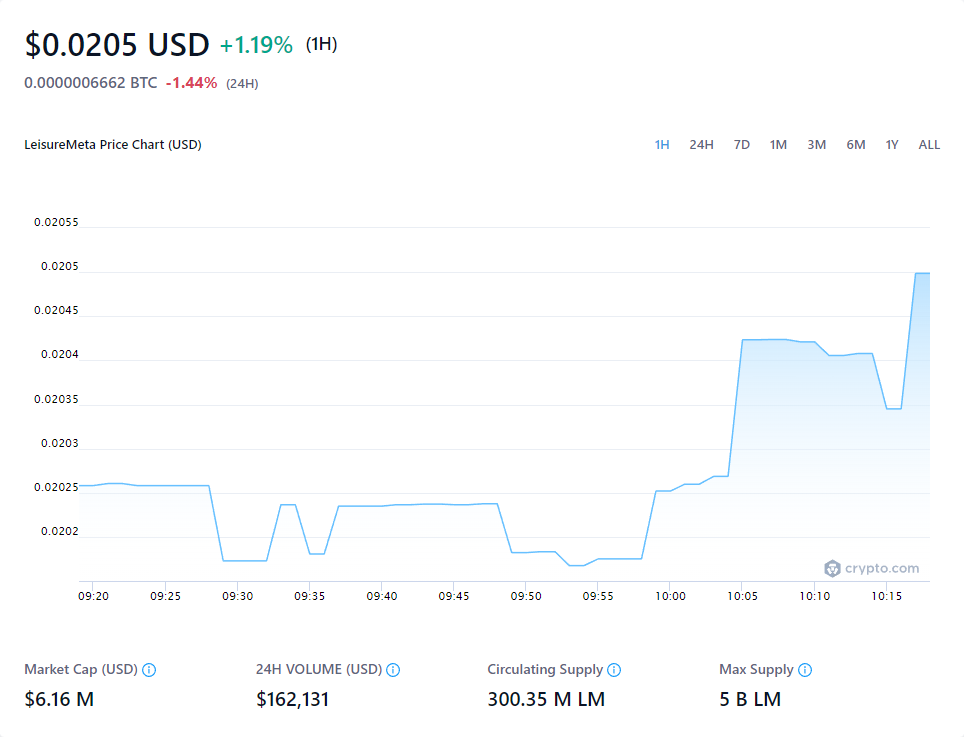 $0.0205 USD +1.19% (1H)
0.0000006662 BTC -1.44% (24H)
LeisureMeta Price Chart (USD) 1H 24H 7D 1M 3M 6M 1Y ALL
0.02055
0.0205
0.02045
0.0204
0.02035
0.0203
0.02025
0.0202
crypto.com
09:20 09:25 09:30 09:35 09:40 09:45 09:50 09:55 10:00 10:05 10:10 10:15
Market Cap (USD) 24H VOLUME (USD) Circulating Supply Max Supply
$6.16 M $162,131 300.35 M LM 5 B LM